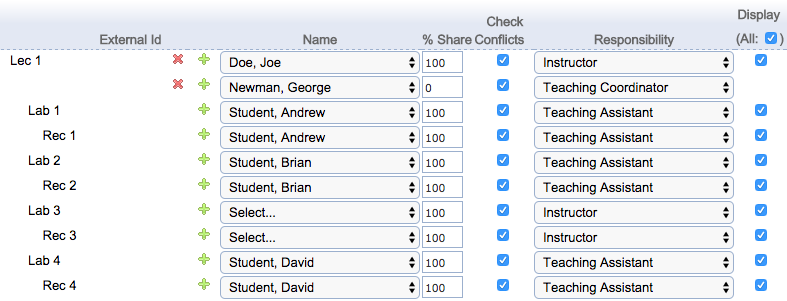 Check Display
External Id Name % Share Conflicts Responsibility (All: )
Lec 1 Doe, Joe 100 Instructor
Newman, George 0 Teaching Coordinator
Lab 1 Student, Andrew 100 Teaching Assistant
Rec 1 Student, Andrew 100 Teaching Assistant
Lab 2 Student, Brian 100 Teaching Assistant
Rec 2 Student, Brian 100 Teaching Assistant
Lab 3 Select... 100 Instructor
Rec 3 Select... 100 Instructor
Lab 4 Student, David 100 Teaching Assistant
Rec 4 Student, David 100 Teaching Assistant